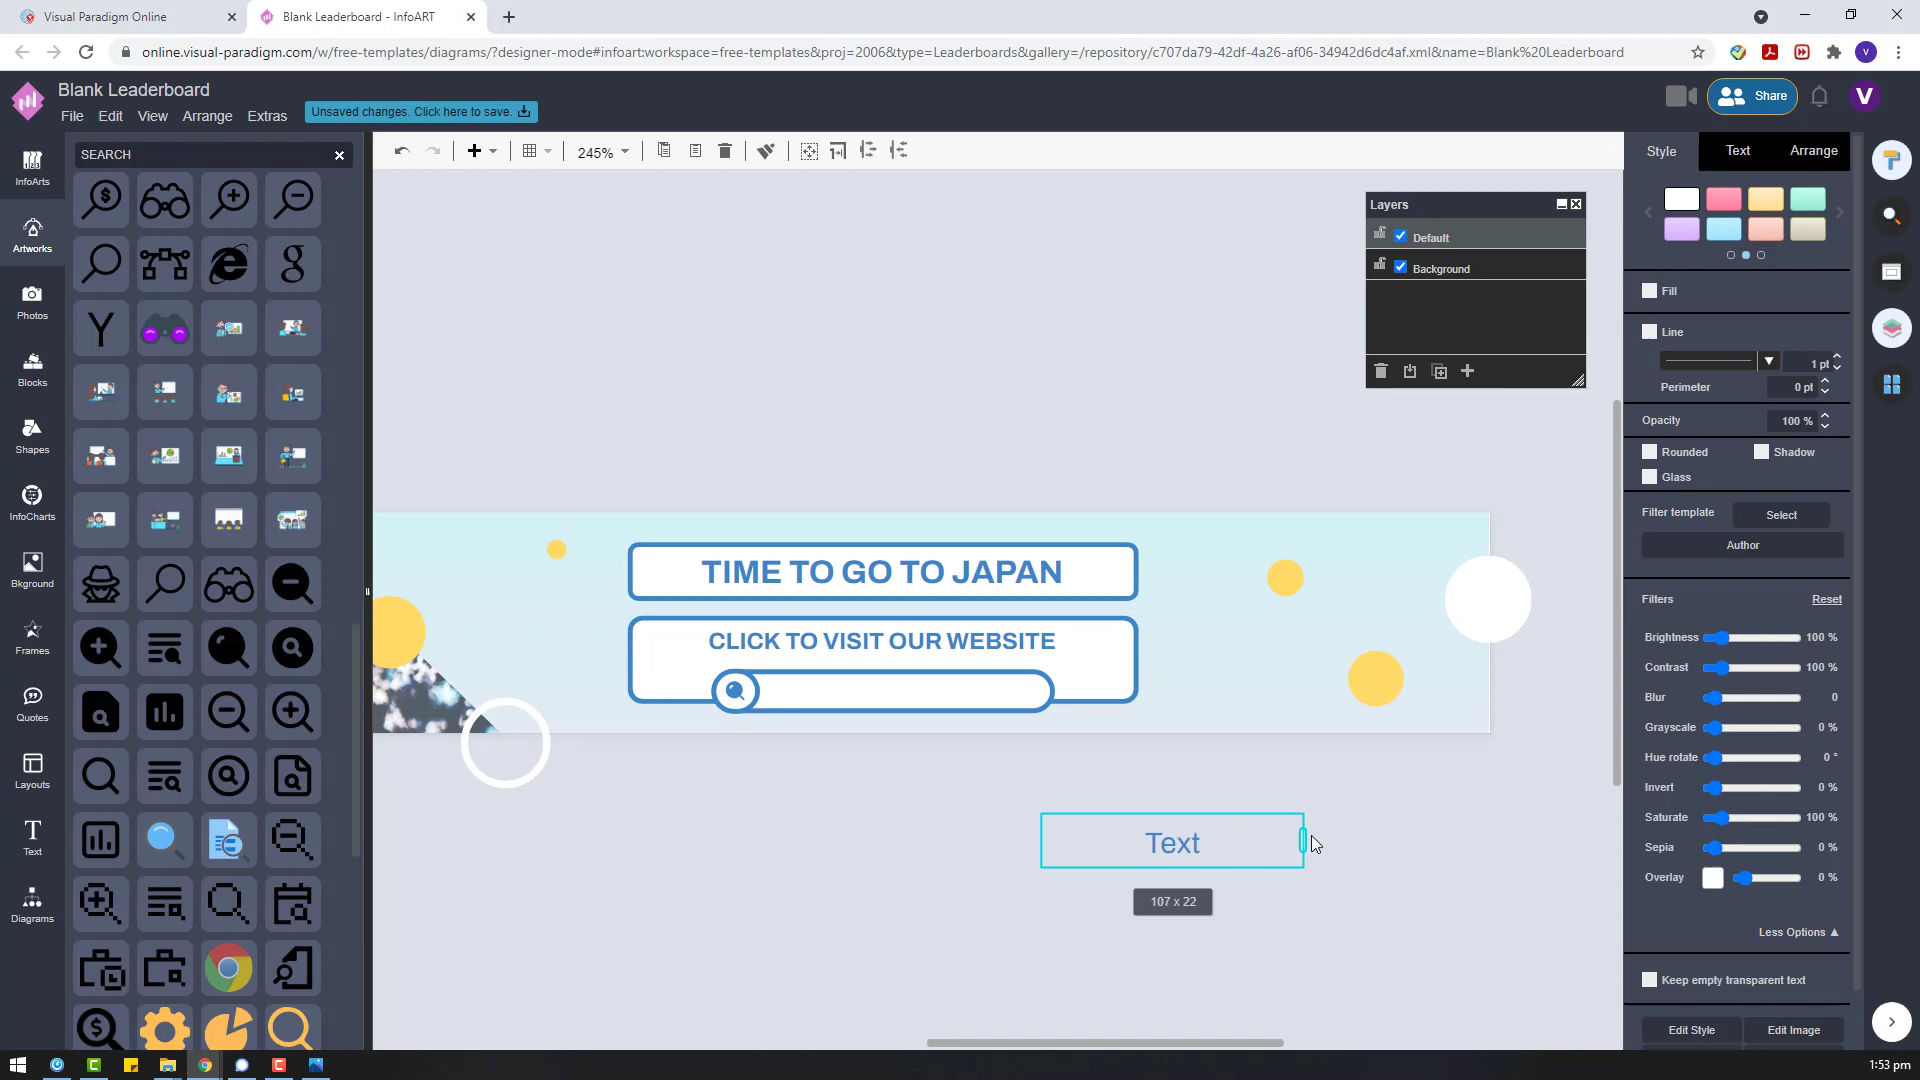 Visual Paradigm Online
Blank Leaderboard - InfoART
online.visual-paradigm.com/w/free-templates/diagrams/?designer-mode#infoart:workspace=free-templates&proj=2006&type=Leaderboards&gallery=/repository/c707da79-42df-4a26-af06-34942d6dc4af.xml&name=Blank%20Leaderboard
V
Blank Leaderboard
File Edit View Arrange Extras
Unsaved changes. Click here to save.
Share
V
InfoArts
Artworks
Photos
Blocks
Shapes
InfoCharts
Bkground
Frames
Quotes
Layouts
Text
Diagrams
SEARCH
245%
Layers
Default
Background
TIME TO GO TO JAPAN
CLICK TO VISIT OUR WEBSITE
Text
107 x 22
Style Text Arrange
Fill
Line
1 pt
Perimeter 0 pt
Opacity 100 %
Rounded Shadow
Glass
Filter template Select
Author
Filters Reset
Brightness 100 %
Contrast 100 %
Blur 0
Grayscale 0 %
Hue rotate 0 °
Invert 0 %
Saturate 100 %
Sepia 0 %
Overlay 0 %
Less Options ▲
Keep empty transparent text
Edit Style Edit Image
1:53 pm